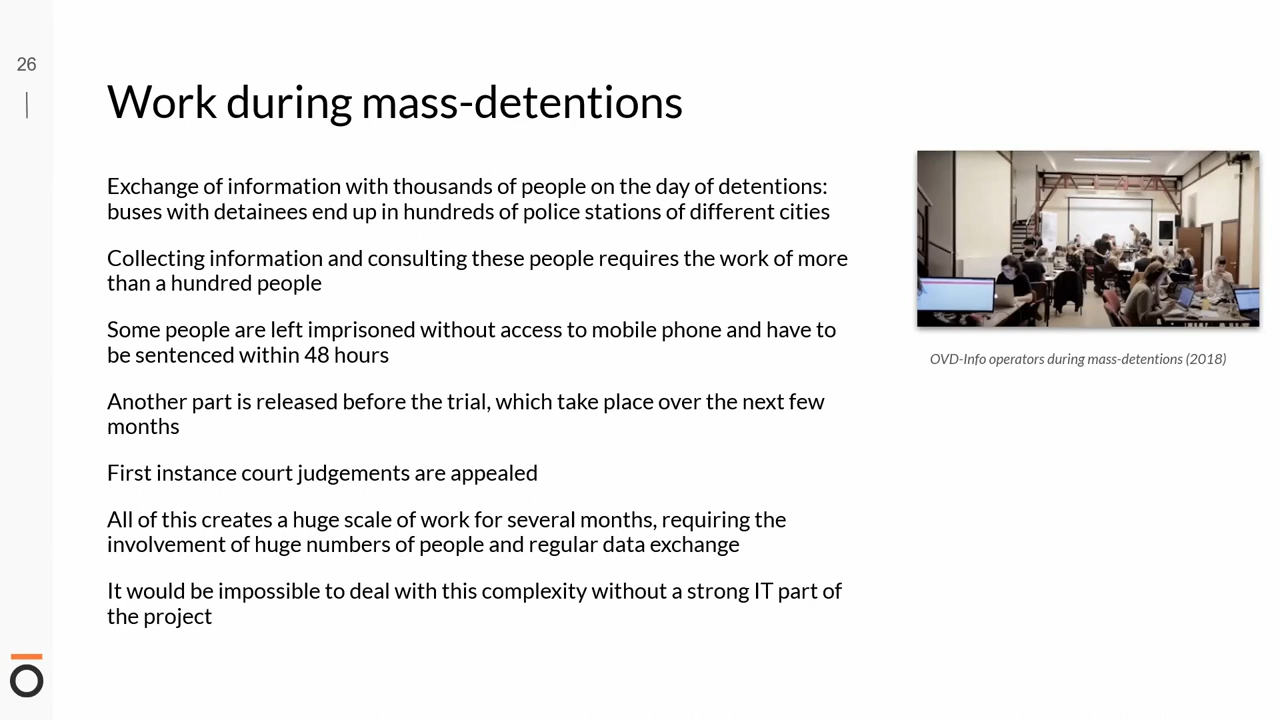 26
Work during mass-detentions
Exchange of information with thousands of people on the day of detentions:
buses with detainees end up in hundreds of police stations of different cities
Collecting information and consulting these people requires the work of more
than a hundred people
Some people are left imprisoned without access to mobile phone and have to
be sentenced within 48 hours
Another part is released before the trial, which take place over the next few
months
First instance court judgements are appealed
All of this creates a huge scale of work for several months, requiring the
involvement of huge numbers of people and regular data exchange
It would be impossible to deal with this complexity without a strong IT part of
the project
OVD-Info operators during mass-detentions (2018)